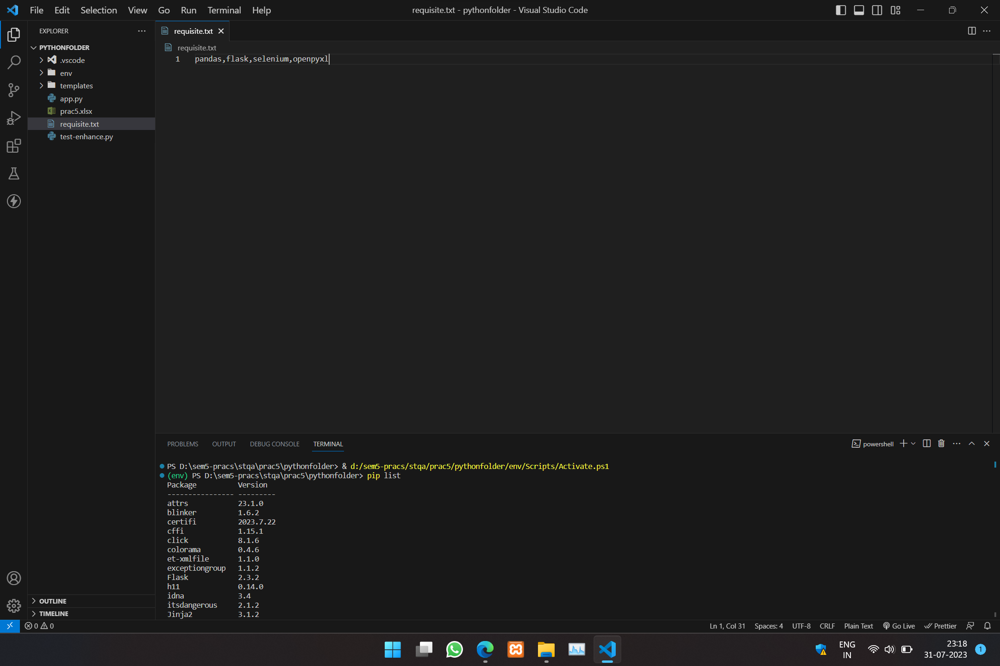 File Edit Selection View Go Run Terminal Help
requisite.txt - pythonfolder - Visual Studio Code
EXPLORER
PYTHONFOLDER
.vscode
env
templates
app.py
prac5.xlsx
requisite.txt
test-enhance.py
OUTLINE
TIMELINE
requisite.txt
requisite.txt
1 pandas,flask,selenium,openpyxl
PROBLEMS OUTPUT DEBUG CONSOLE TERMINAL
powershell
PS D:\sem5-pracs\stqa\prac5\pythonfolder> & d:/sem5-pracs/stqa/prac5/pythonfolder/env/Scripts/Activate.ps1
(env) PS D:\sem5-pracs\stqa\prac5\pythonfolder> pip list
Package Version
---------------- ---------
attrs 23.1.0
blinker 1.6.2
certifi 2023.7.22
cffi 1.15.1
click 8.1.6
colorama 0.4.6
et-xmlfile 1.1.0
exceptiongroup 1.1.2
Flask 2.3.2
h11 0.14.0
idna 3.4
itsdangerous 2.1.2
Jinja2 3.1.2
0 0
Ln 1, Col 31 Spaces: 4 UTF-8 CRLF Plain Text Go Live Prettier
ENG
IN
23:18
31-07-2023
1